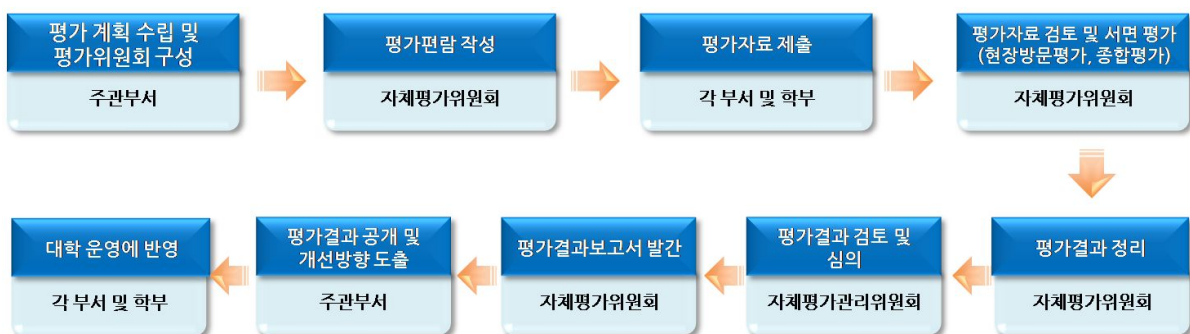 평가 계획 수립 및
평가위원회 구성
주관부서
평가편람 작성
자체평가위원회
평가자료 제출
각 부서 및 학부
평가자료 검토 및 서면 평가
(현장방문평가, 종합평가)
자체평가위원회
평가결과 정리
자체평가위원회
평가결과 검토 및
심의
자체평가관리위원회
평가결과보고서 발간
자체평가위원회
평가결과 공개 및
개선방향 도출
주관부서
대학 운영에 반영
각 부서 및 학부